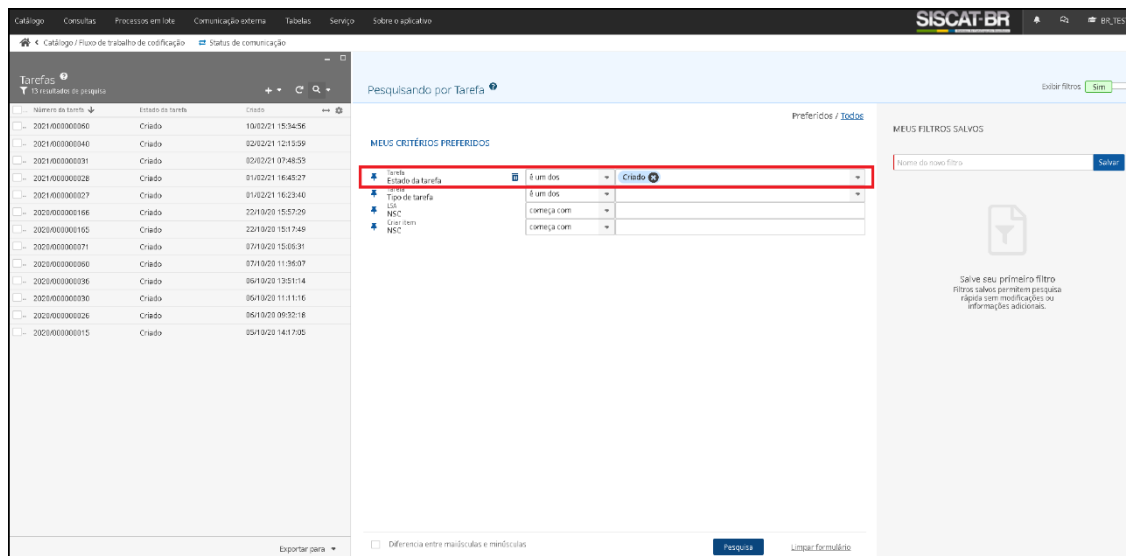 Catálogo Consultas Processos em lote Comunicação externa Tabelas Serviço Sobre o aplicativo SISCAT-BR BR_TES
Catálogo / Fluxo de trabalho de codificação Status de comunicação
Tarefas
13 resultados de pesquisa
Número da tarefa Estado da tarefa Criado
2021/000000060 Criado 10/02/21 15:34:56
2021/000000040 Criado 02/02/21 12:15:59
2021/000000031 Criado 02/02/21 07:48:53
2021/000000028 Criado 01/02/21 16:45:27
2021/000000027 Criado 01/02/21 16:23:40
2020/000000166 Criado 22/10/20 15:57:29
2020/000000165 Criado 22/10/20 15:17:49
2020/000000071 Criado 07/10/20 15:06:31
2020/000000060 Criado 07/10/20 11:36:07
2020/000000036 Criado 06/10/20 13:51:14
2020/000000030 Criado 06/10/20 11:11:16
2020/000000026 Criado 06/10/20 09:32:18
2020/000000015 Criado 05/10/20 14:17:05
Exportar para
Pesquisando por Tarefa
Exibir filtros Sim
Preferidos / Todos
MEUS CRITÉRIOS PREFERIDOS
Tarefa
Estado da tarefa é um dos Criado
Tarefa
Tipo de tarefa é um dos
LSA
NSC começa com
Criar item
NSC começa com
Diferencia entre maiúsculas e minúsculas
Pesquisa Limpar formulário
MEUS FILTROS SALVOS
Nome do novo filtro Salvar
Salve seu primeiro filtro
Filtros salvos permitem pesquisa
rápida sem modificações ou
informações adicionais.